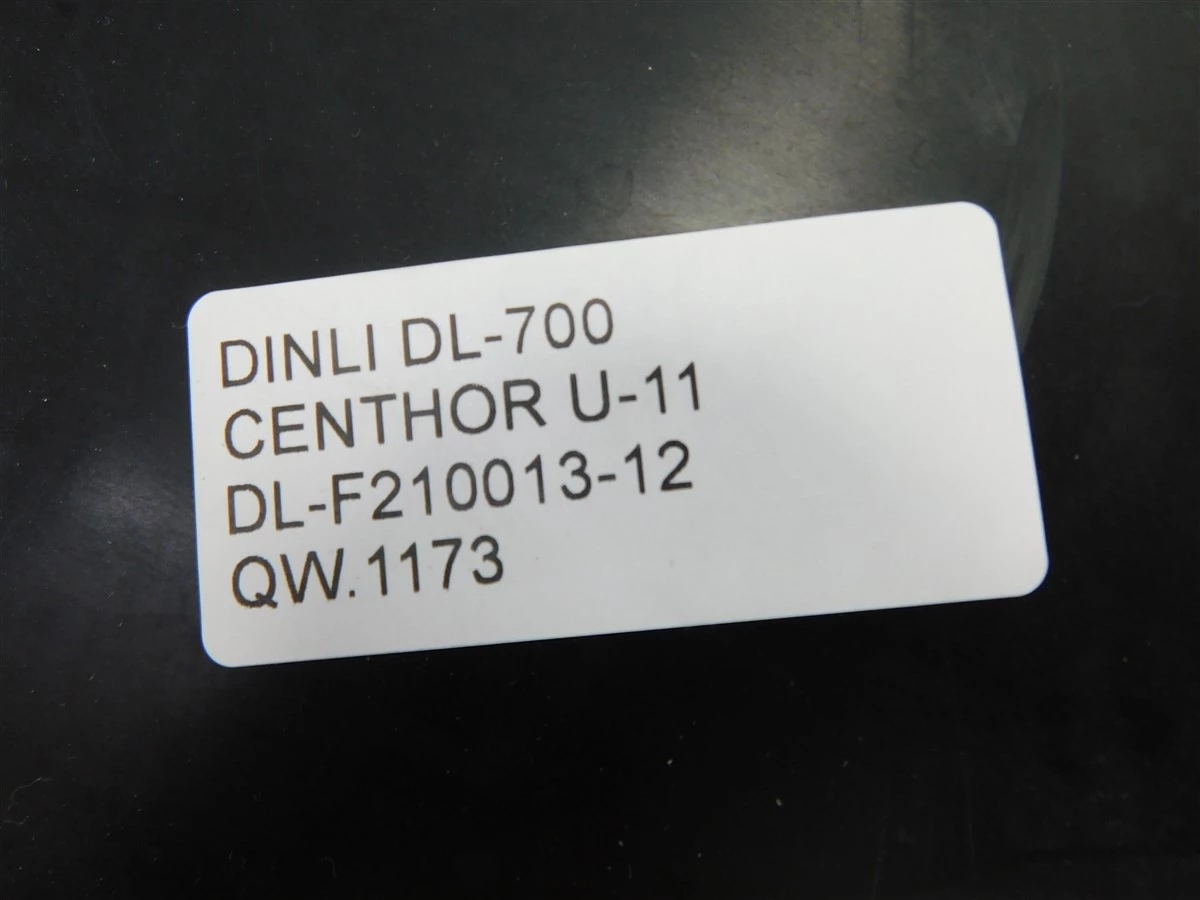 DINLI DL-700
CENTHOR U-11
DL-F210013-12
QW.1173